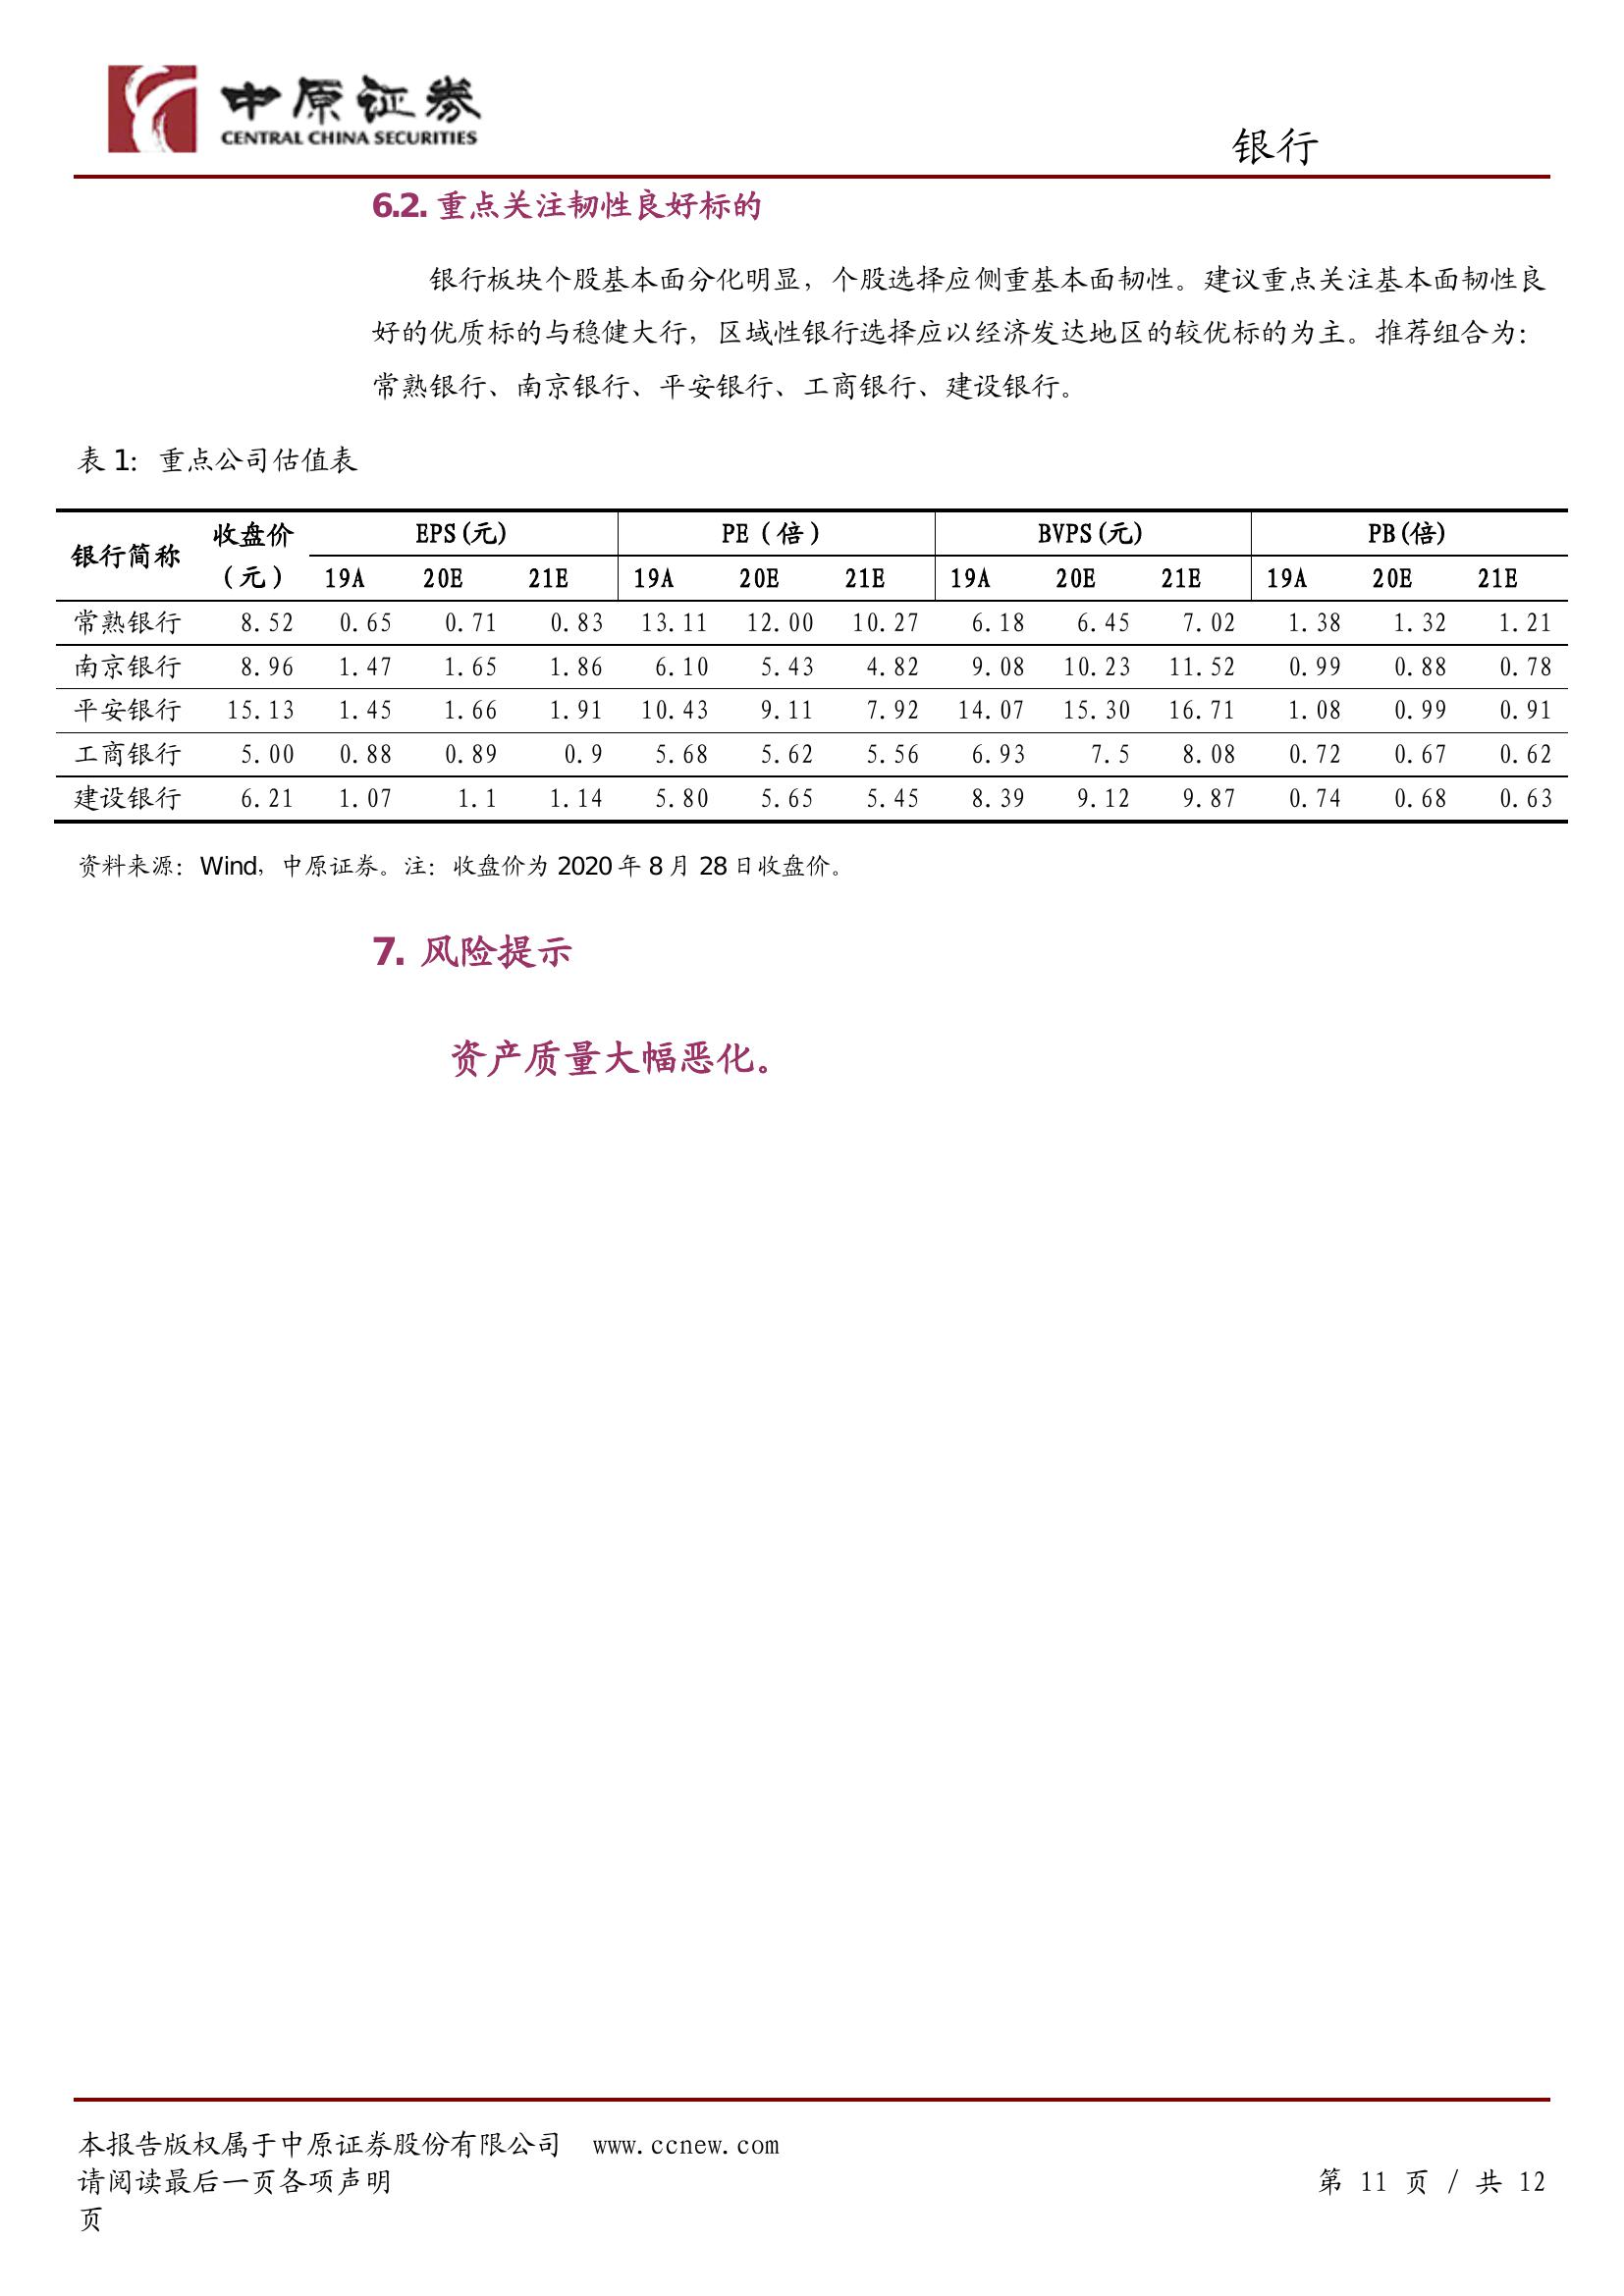 中原证券
CENTRAL CHINA SECURITIES
银行
6.2. 重点关注韧性良好标的
银行板块个股基本面分化明显，个股选择应侧重基本面韧性。建议重点关注基本面韧性良
好的优质标的与稳健大行，区域性银行选择应以经济发达地区的较优标的为主。推荐组合为：
常熟银行、南京银行、平安银行、工商银行、建设银行。
表 1：重点公司估值表
银行简称 收盘价（元） EPS(元) PE（倍） BVPS(元) PB(倍)
19A 20E 21E 19A 20E 21E 19A 20E 21E 19A 20E 21E
常熟银行 8.52 0.65 0.71 0.83 13.11 12.00 10.27 6.18 6.45 7.02 1.38 1.32 1.21
南京银行 8.96 1.47 1.65 1.86 6.10 5.43 4.82 9.08 10.23 11.52 0.99 0.88 0.78
平安银行 15.13 1.45 1.66 1.91 10.43 9.11 7.92 14.07 15.30 16.71 1.08 0.99 0.91
工商银行 5.00 0.88 0.89 0.9 5.68 5.62 5.56 6.93 7.5 8.08 0.72 0.67 0.62
建设银行 6.21 1.07 1.1 1.14 5.80 5.65 5.45 8.39 9.12 9.87 0.74 0.68 0.63
资料来源：Wind，中原证券。注：收盘价为 2020 年 8 月 28 日收盘价。
7. 风险提示
资产质量大幅恶化。
本报告版权属于中原证券股份有限公司 www.ccnew.com
请阅读最后一页各项声明 第 11 页 / 共 12
页